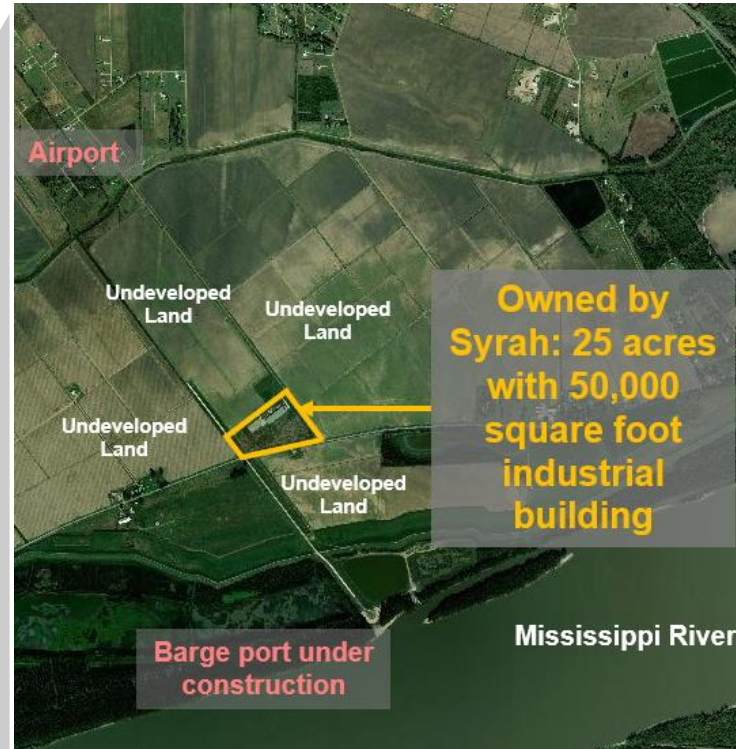 Airport
Undeveloped
Land
Undeveloped
Land
Owned by
Syrah: 25 acres
with 50,000
square foot
industrial
building
Undeveloped
Land
Undeveloped
Land
Mississippi River
Barge port under
construction